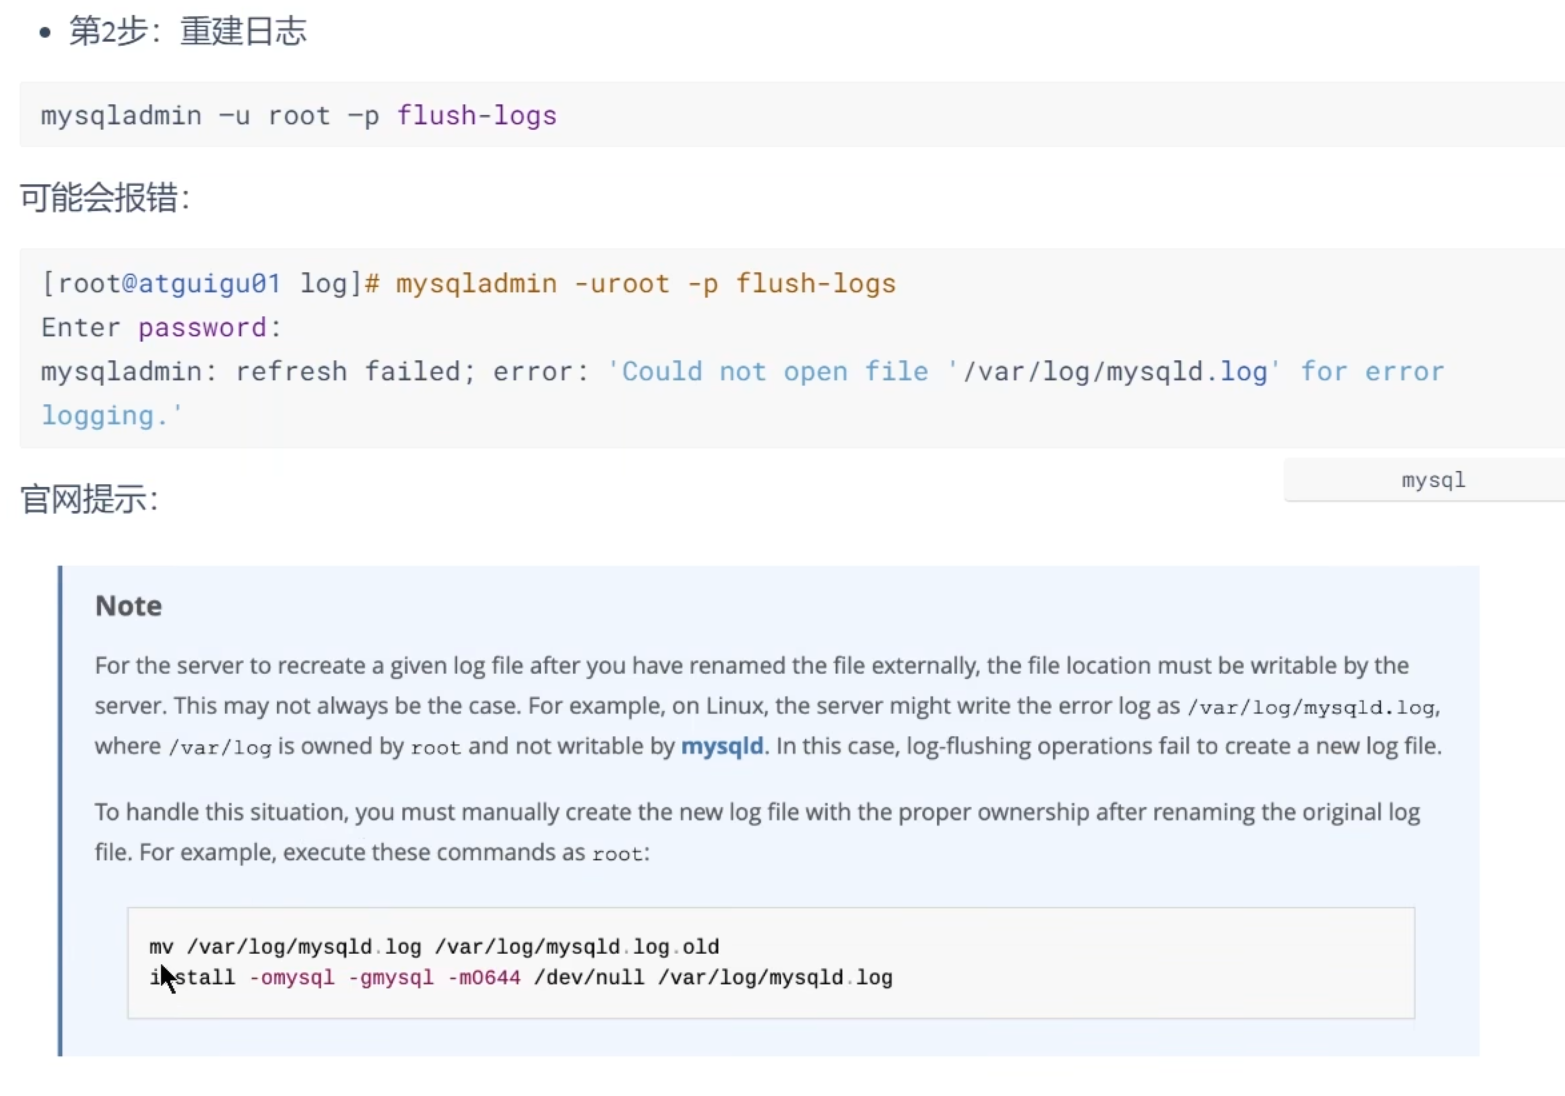 • 第2步：重建日志
mysqladmin –u root –p flush-logs
可能会报错：
[root@atguigu01 log]# mysqladmin -uroot -p flush-logs
Enter password:
mysqladmin: refresh failed; error: 'Could not open file '/var/log/mysqld.log' for error
logging.'
官网提示：
mysql
Note
For the server to recreate a given log file after you have renamed the file externally, the file location must be writable by the
server. This may not always be the case. For example, on Linux, the server might write the error log as /var/log/mysqld.log,
where /var/log is owned by root and not writable by mysqld. In this case, log-flushing operations fail to create a new log file.
To handle this situation, you must manually create the new log file with the proper ownership after renaming the original log
file. For example, execute these commands as root:
mv /var/log/mysqld.log /var/log/mysqld.log.old
install -omysql -gmysql -m0644 /dev/null /var/log/mysqld.log